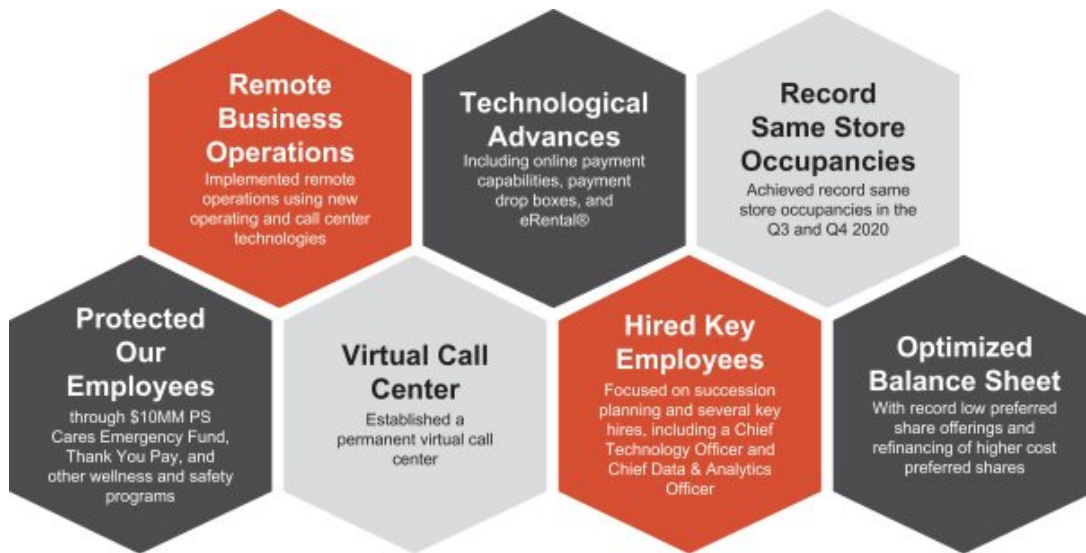 Remote
Business
Operations
Implemented remote
operations using new
operating and call center
technologies
Technological
Advances
Including online payment
capabilities, payment
drop boxes, and
eRental®
Record
Same Store
Occupancies
Achieved record same
store occupancies in the
Q3 and Q4 2020
Protected
Our
Employees
through $10MM PS
Cares Emergency Fund,
Thank You Pay, and
other wellness and safety
programs
Virtual Call
Center
Established a
permanent virtual call
center
Hired Key
Employees
Focused on succession
planning and several key
hires, including a Chief
Technology Officer and
Chief Data & Analytics
Officer
Optimized
Balance Sheet
With record low preferred
share offerings and
refinancing of higher cost
preferred shares